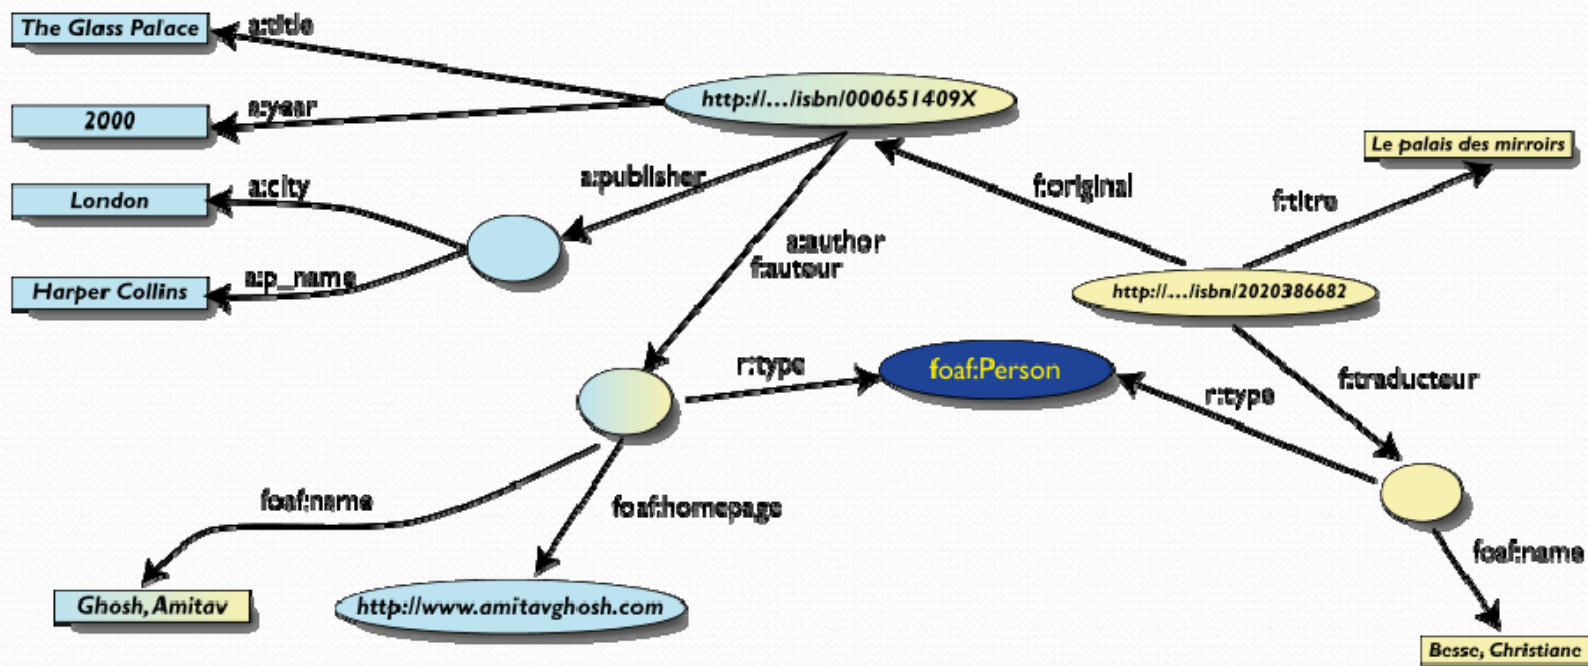 The Glass Palace
a:title
http://.../isbn/000651409X
2000
a:year
Le palais des mirroirs
a:publisher
f:original
f:titre
London
a:city
a:author
f:auteur
Harper Collins
a:p_name
http://.../isbn/2020386682
r:type
foaf:Person
r:type
f:traducteur
foaf:name
foaf:homepage
foaf:name
Ghosh, Amitav
http://www.amitavghosh.com
Besse, Christiane